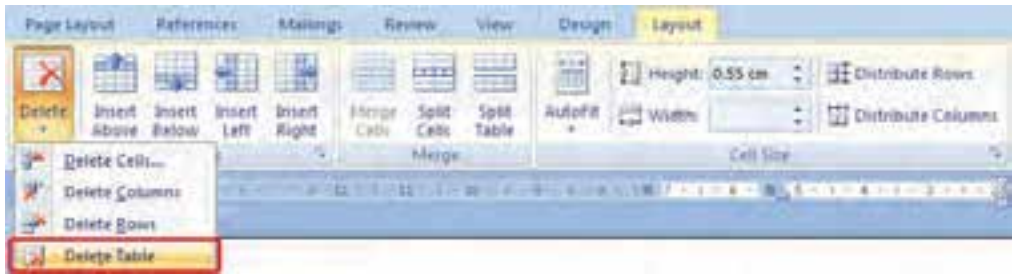 Page Layout References Mailings Review View Design Layout
Delete Insert Above Insert Below Insert Left Insert Right Merge Cells Split Cells Split Table AutoFit Height: 0.55 cm Distribute Rows
Width: Distribute Columns
Merge Cell Size
Delete Cells...
Delete Columns
Delete Rows
Delete Table